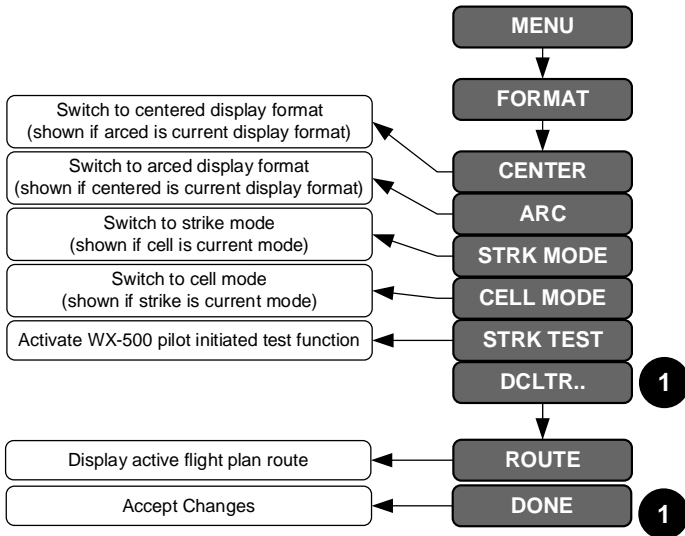 MENU
FORMAT
Switch to centered display format
(shown if arced is current display format)
CENTER
Switch to arced display format
(shown if centered is current display format)
ARC
Switch to strike mode
(shown if cell is current mode)
STRK MODE
Switch to cell mode
(shown if strike is current mode)
CELL MODE
Activate WX-500 pilot initiated test function
STRK TEST
DCLTR..
1
Display active flight plan route
ROUTE
Accept Changes
DONE
1